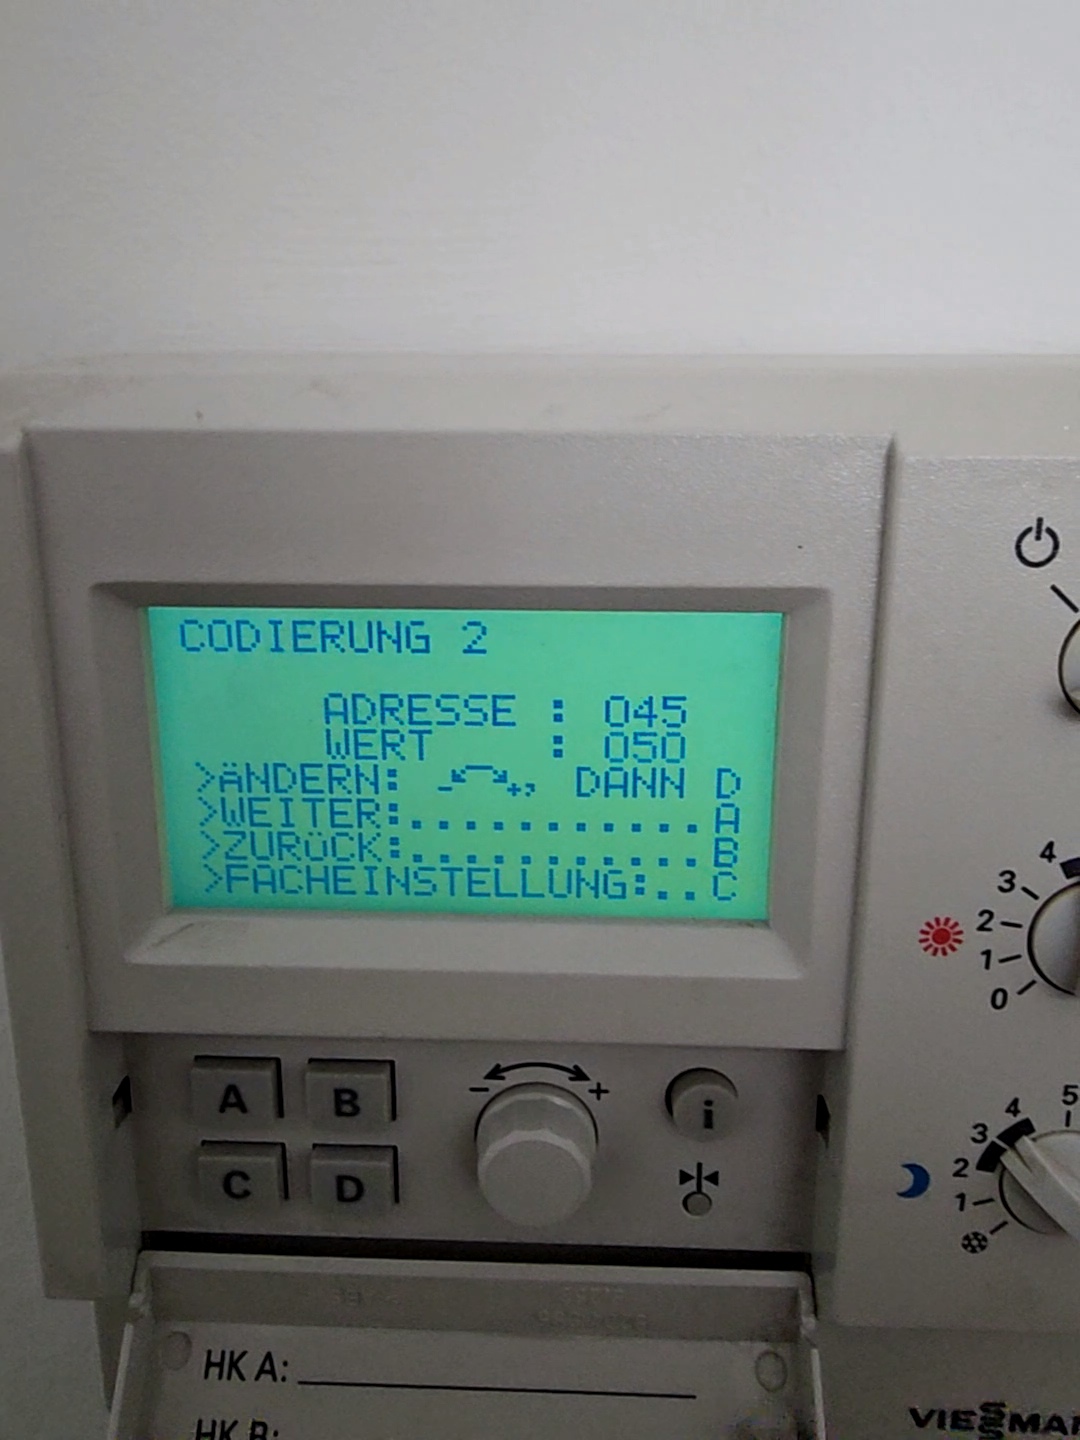 CODIERUNG 2
ADRESSE : 045
WERT : 050
>ÄNDERN: -+, DANN D
>WEITER:...........A
>ZURÜCK:...........B
>FACHEINSTELLUNG:..C
4
3
2
1
0
A B - + i
C D
5
4
3
2
1
HK A:
HK B: